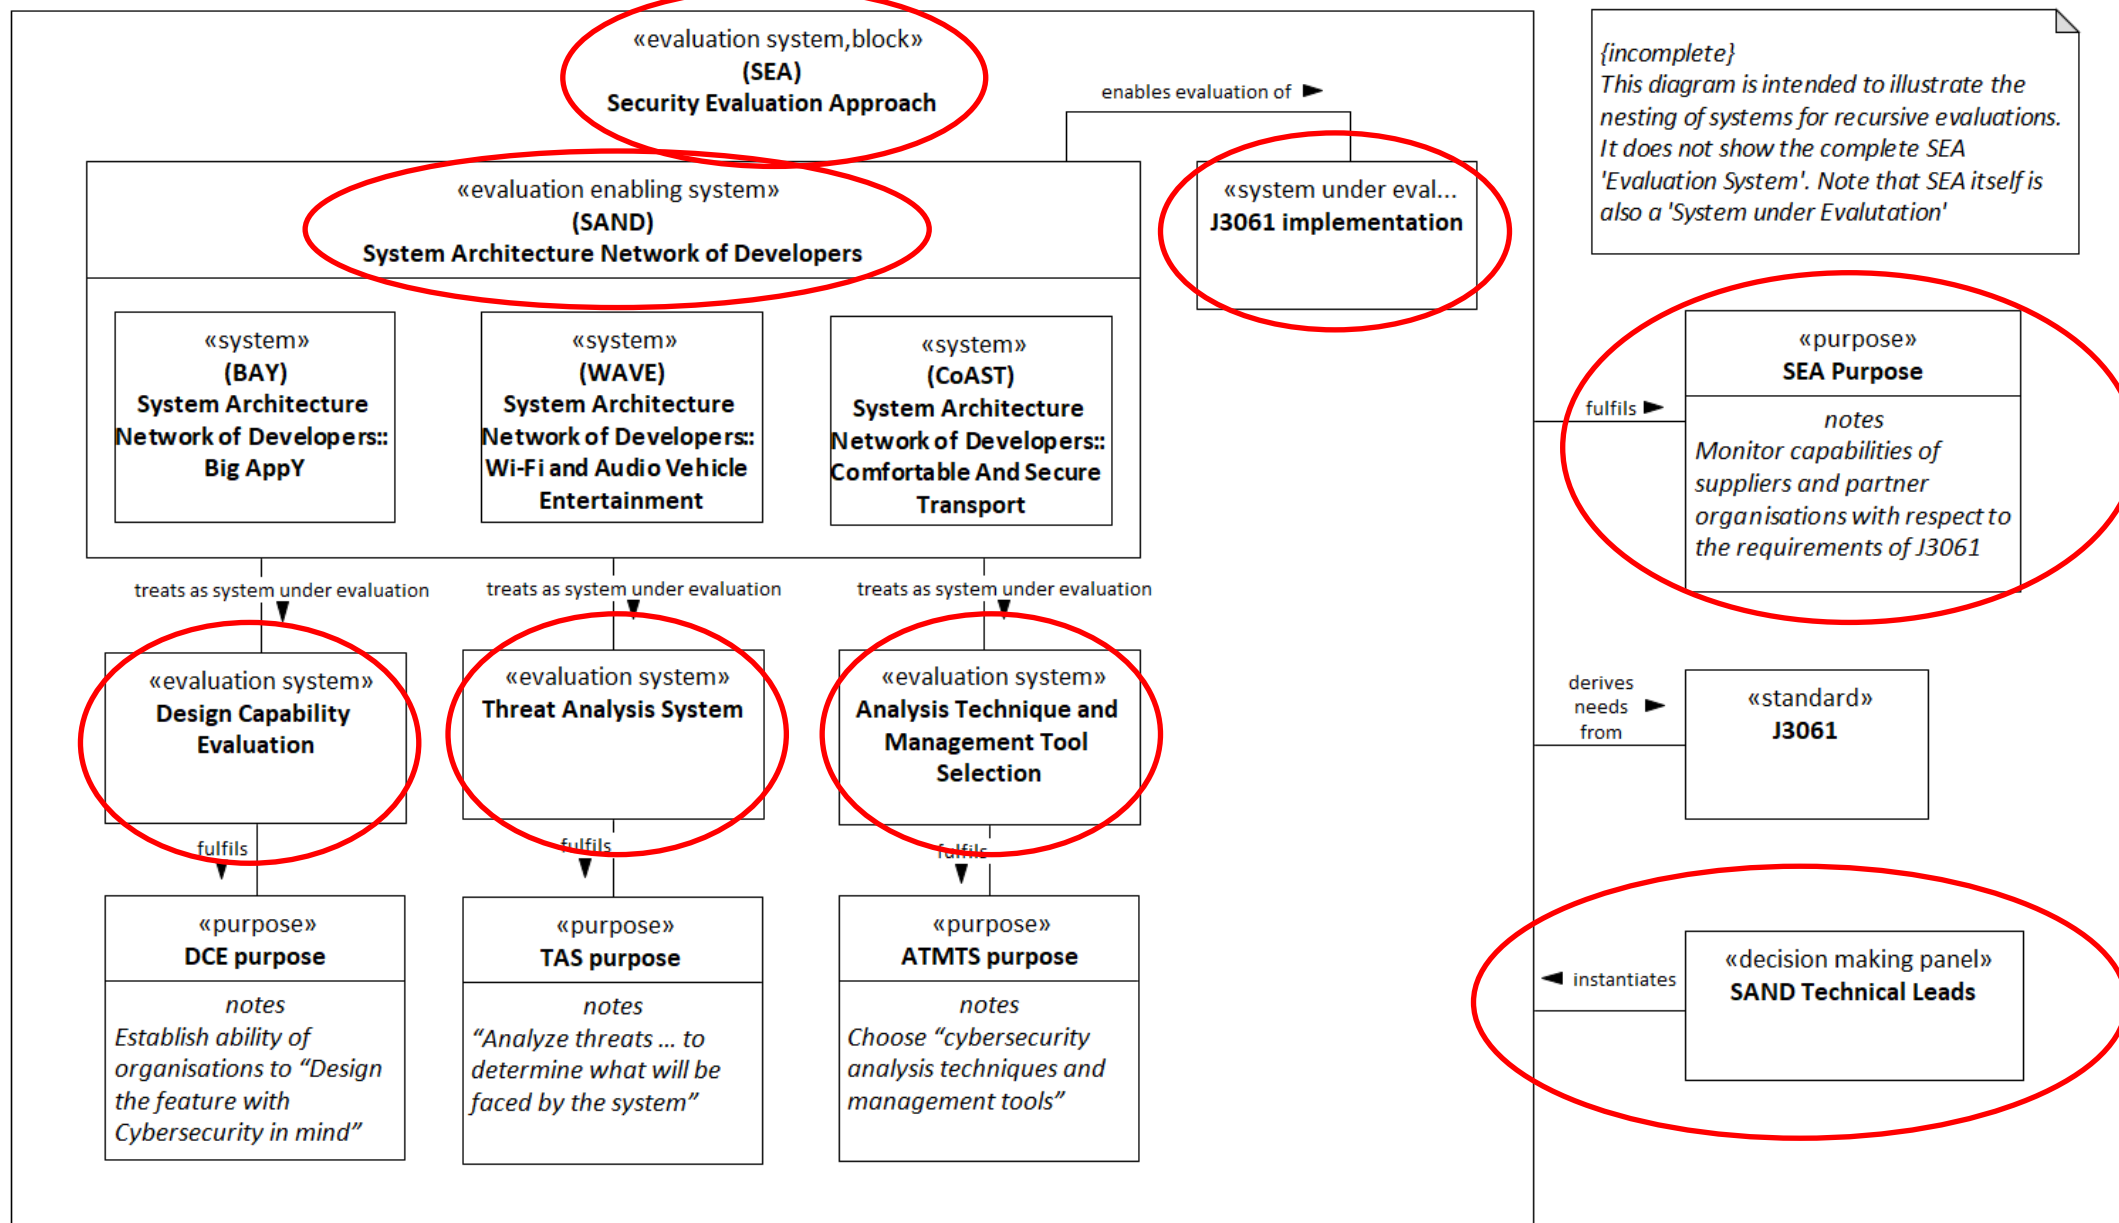 «evaluation system,block»
(SEA)
Security Evaluation Approach
enables evaluation of
{incomplete}
This diagram is intended to illustrate the
nesting of systems for recursive evaluations.
It does not show the complete SEA
'Evaluation System'. Note that SEA itself is
also a 'System under Evalutation'
«evaluation enabling system»
(SAND)
System Architecture Network of Developers
«system under eval...
J3061 implementation
«system»
(BAY)
System Architecture
Network of Developers::
Big AppY
«system»
(WAVE)
System Architecture
Network of Developers::
Wi-Fi and Audio Vehicle
Entertainment
«system»
(CoAST)
System Architecture
Network of Developers::
Comfortable And Secure
Transport
fulfils
«purpose»
SEA Purpose
notes
Monitor capabilities of
suppliers and partner
organisations with respect to
the requirements of J3061
treats as system under evaluation
treats as system under evaluation
treats as system under evaluation
«evaluation system»
Design Capability
Evaluation
«evaluation system»
Threat Analysis System
«evaluation system»
Analysis Technique and
Management Tool
Selection
derives
needs
from
«standard»
J3061
fulfils
fulfils
fulfils
«purpose»
DCE purpose
notes
Establish ability of
organisations to “Design
the feature with
Cybersecurity in mind”
«purpose»
TAS purpose
notes
“Analyze threats ... to
determine what will be
faced by the system”
«purpose»
ATMTS purpose
notes
Choose “cybersecurity
analysis techniques and
management tools”
instantiates
«decision making panel»
SAND Technical Leads